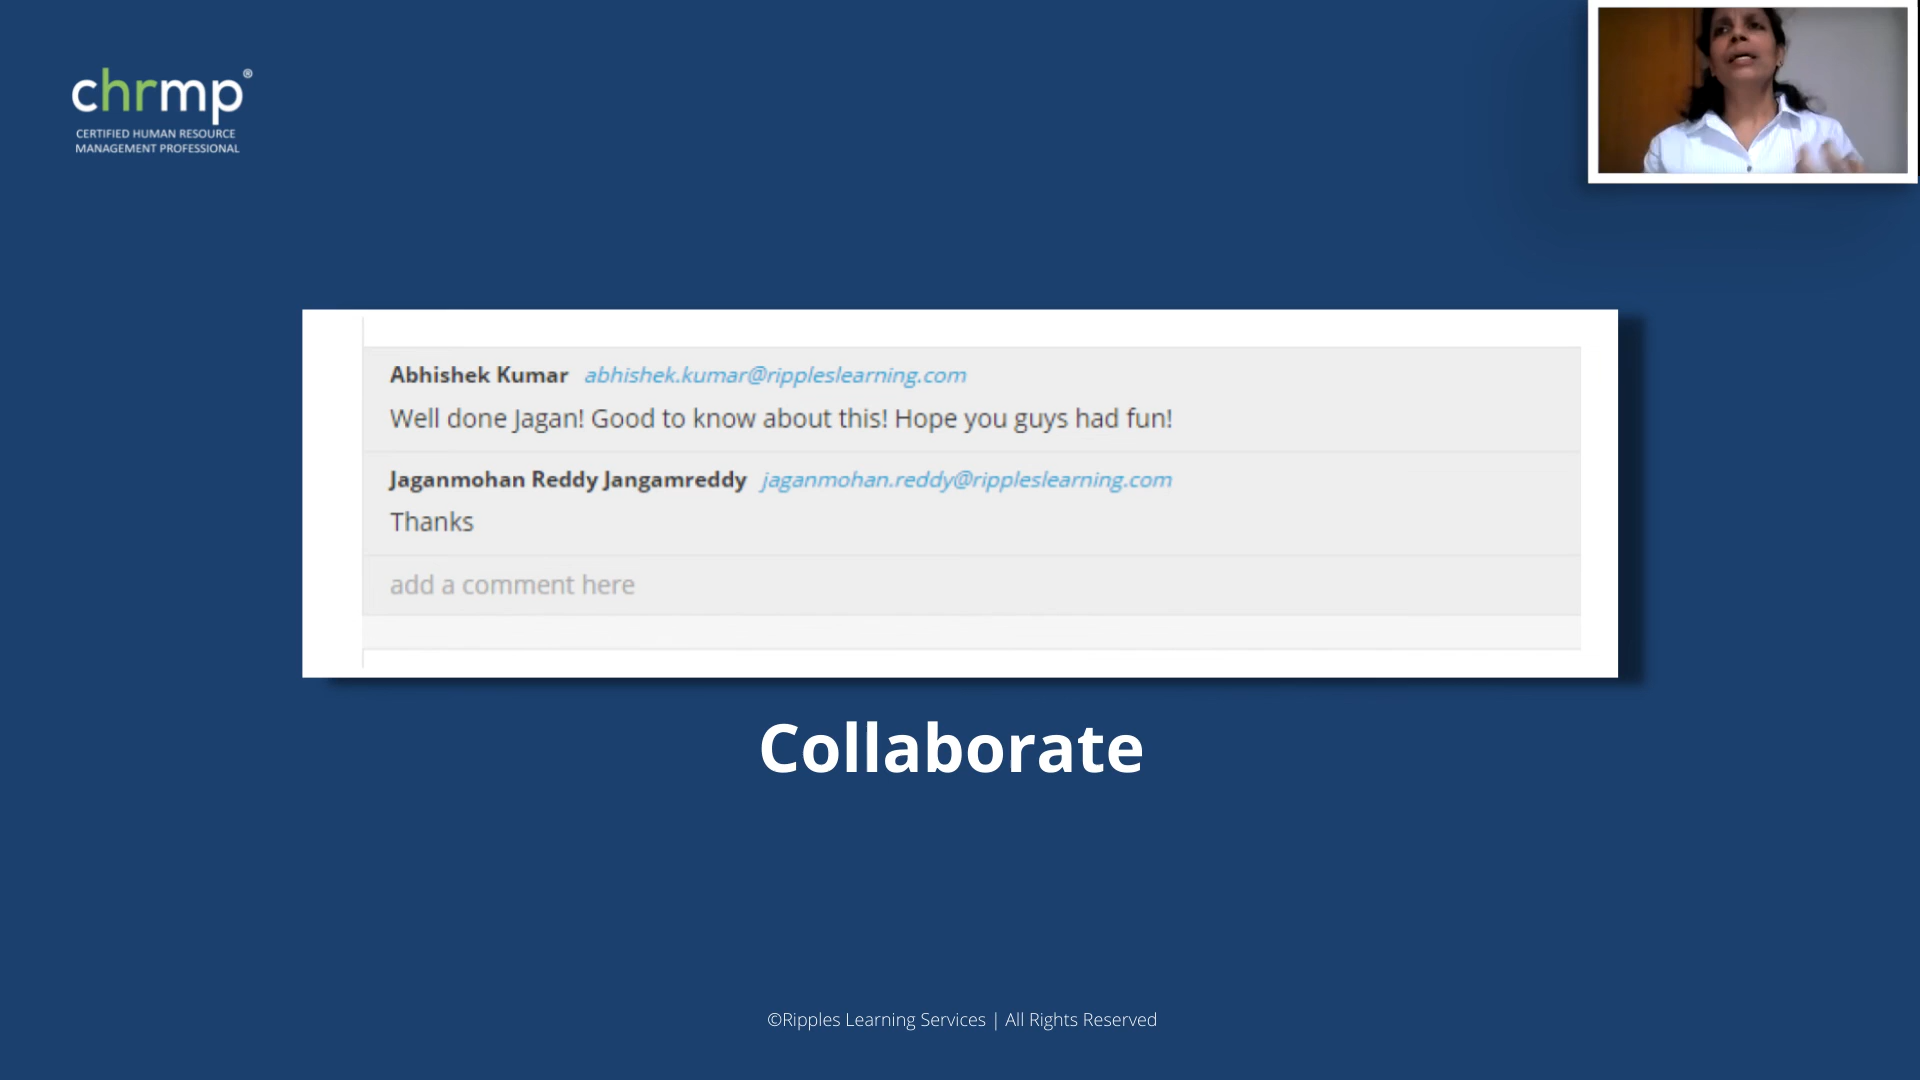 chrmp®
CERTIFIED HUMAN RESOURCE
MANAGEMENT PROFESSIONAL
Abhishek Kumar abhishek.kumar@rippleslearning.com
Well done Jagan! Good to know about this! Hope you guys had fun!
Jaganmohan Reddy Jangamreddy jaganmohan.reddy@rippleslearning.com
Thanks
add a comment here
Collaborate
©Ripples Learning Services | All Rights Reserved